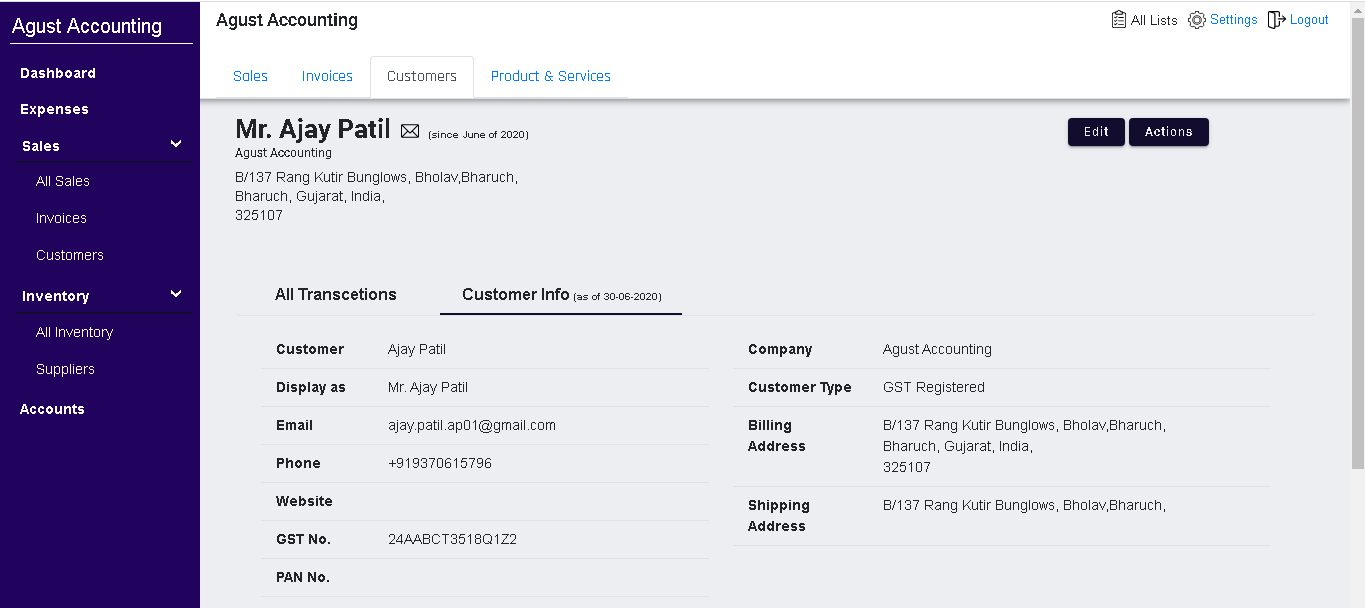 Agust Accounting
Dashboard
Expenses
Sales
All Sales
Invoices
Customers
Inventory
All Inventory
Suppliers
Accounts
Agust Accounting
All Lists Settings Logout
Sales Invoices Customers Product & Services
Mr. Ajay Patil (since June of 2020)
Edit Actions
Agust Accounting
B/137 Rang Kutir Bunglows, Bholav,Bharuch,
Bharuch, Gujarat, India,
325107
All Transcetions Customer Info (as of 30-06-2020)
Customer Ajay Patil
Display as Mr. Ajay Patil
Email ajay.patil.ap01@gmail.com
Phone +919370615796
Website
GST No. 24AABCT3518Q1Z2
PAN No.
Company Agust Accounting
Customer Type GST Registered
Billing B/137 Rang Kutir Bunglows, Bholav,Bharuch,
Address Bharuch, Gujarat, India,
325107
Shipping B/137 Rang Kutir Bunglows, Bholav,Bharuch,
Address